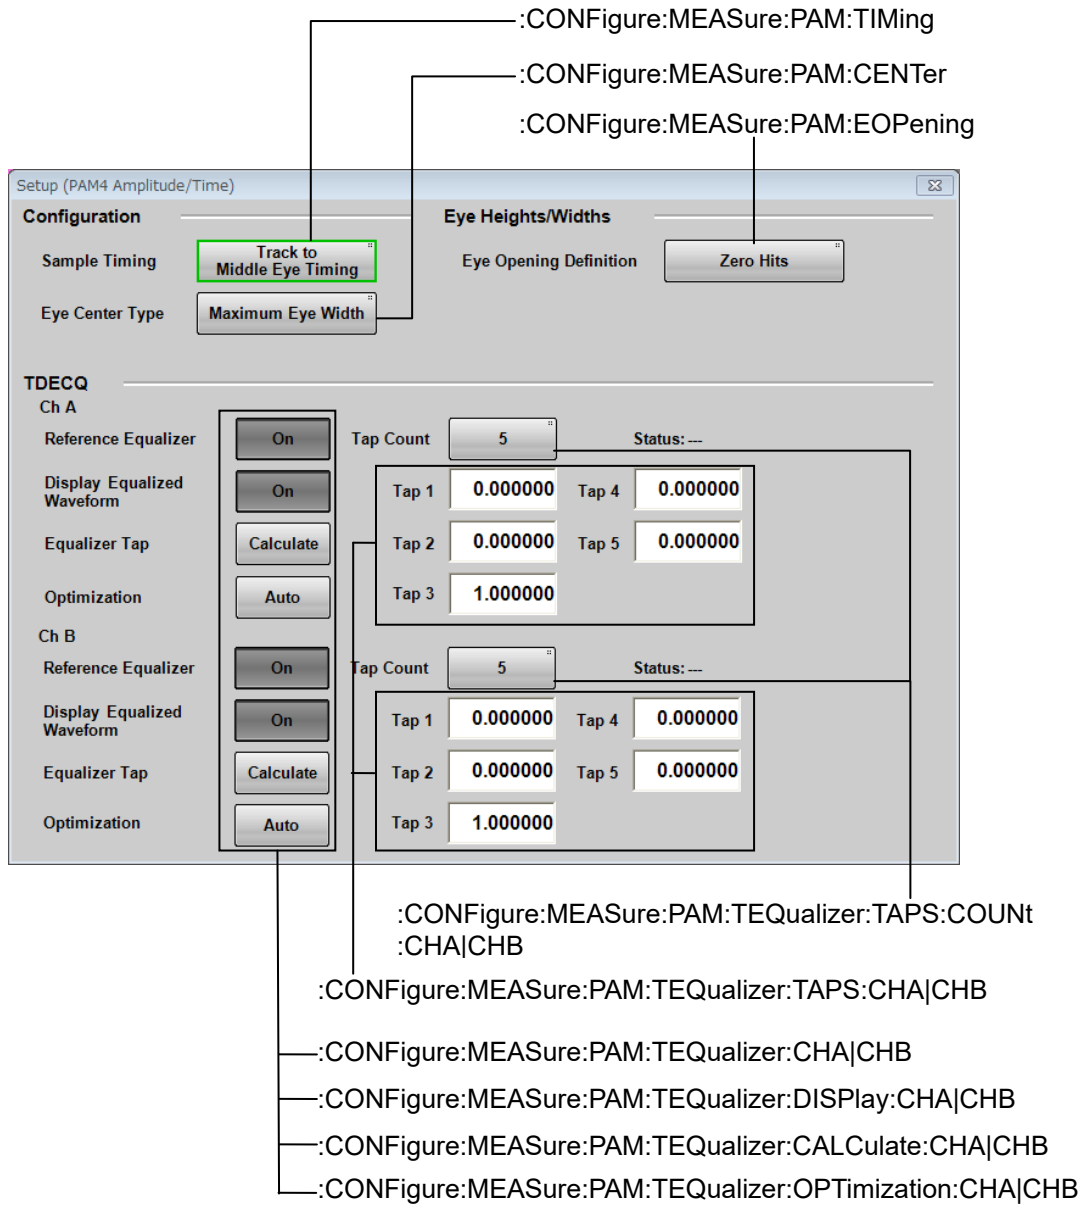 :CONFigure:MEASure:PAM:TIMing
:CONFigure:MEASure:PAM:CENTer
:CONFigure:MEASure:PAM:EOPening
Setup (PAM4 Amplitude/Time)
Configuration
Eye Heights/Widths
Sample Timing
Track to
Middle Eye Timing
Eye Opening Definition
Zero Hits
Eye Center Type
Maximum Eye Width
TDECQ
Ch A
Reference Equalizer
On
Tap Count
5
Status: ---
Display Equalized
Waveform
On
Tap 1
0.000000
Tap 4
0.000000
Equalizer Tap
Calculate
Tap 2
0.000000
Tap 5
0.000000
Optimization
Auto
Tap 3
1.000000
Ch B
Reference Equalizer
On
Tap Count
5
Status: ---
Display Equalized
Waveform
On
Tap 1
0.000000
Tap 4
0.000000
Equalizer Tap
Calculate
Tap 2
0.000000
Tap 5
0.000000
Optimization
Auto
Tap 3
1.000000
:CONFigure:MEASure:PAM:TEQualizer:TAPS:COUNt
:CHA|CHB
:CONFigure:MEASure:PAM:TEQualizer:TAPS:CHA|CHB
:CONFigure:MEASure:PAM:TEQualizer:CHA|CHB
:CONFigure:MEASure:PAM:TEQualizer:DISPlay:CHA|CHB
:CONFigure:MEASure:PAM:TEQualizer:CALCulate:CHA|CHB
:CONFigure:MEASure:PAM:TEQualizer:OPTimization:CHA|CHB